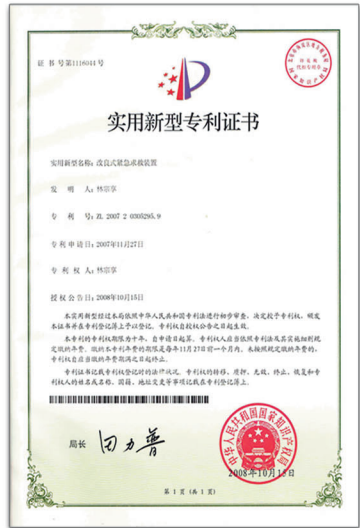 证 书 号第1116044号
实用新型专利证书
实用新型名称：改良式紧急求救装置
发　明　人：林宗享
专　利　号：ZL 2007 2 0305295.9
专利申请日：2007年11月27日
专 利 权 人：林宗享
授权公告日：2008年10月15日
本实用新型经过本局依照中华人民共和国专利法进行初步审查，决定授予专利权，颁发
本证书并在专利登记簿上予以登记。专利权自授权公告之日起生效。
本专利的专利权期限为十年，自申请日起算。专利权人应当依照专利法及其实施细则规
定缴纳年费。缴纳本专利年费的期限是每年11月27日前一个月内。未按照规定缴纳年费的，
专利权自应当缴纳年费期满之日起终止。
专利证书记载专利权登记时的法律状况。专利权的转移、质押、无效、终止、恢复和专
利权人的姓名或名称、国籍、地址变更等事项记载在专利登记簿上。
局长 田力普
中华人民共和国国家知识产权局
2008年10月15日
第 1 页 (共 1 页)